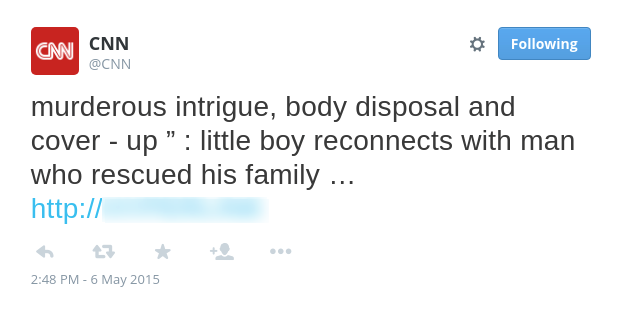 CNN
CNN
@CNN
Following
murderous intrigue, body disposal and
cover - up ” : little boy reconnects with man
who rescued his family …
http://
2:48 PM - 6 May 2015